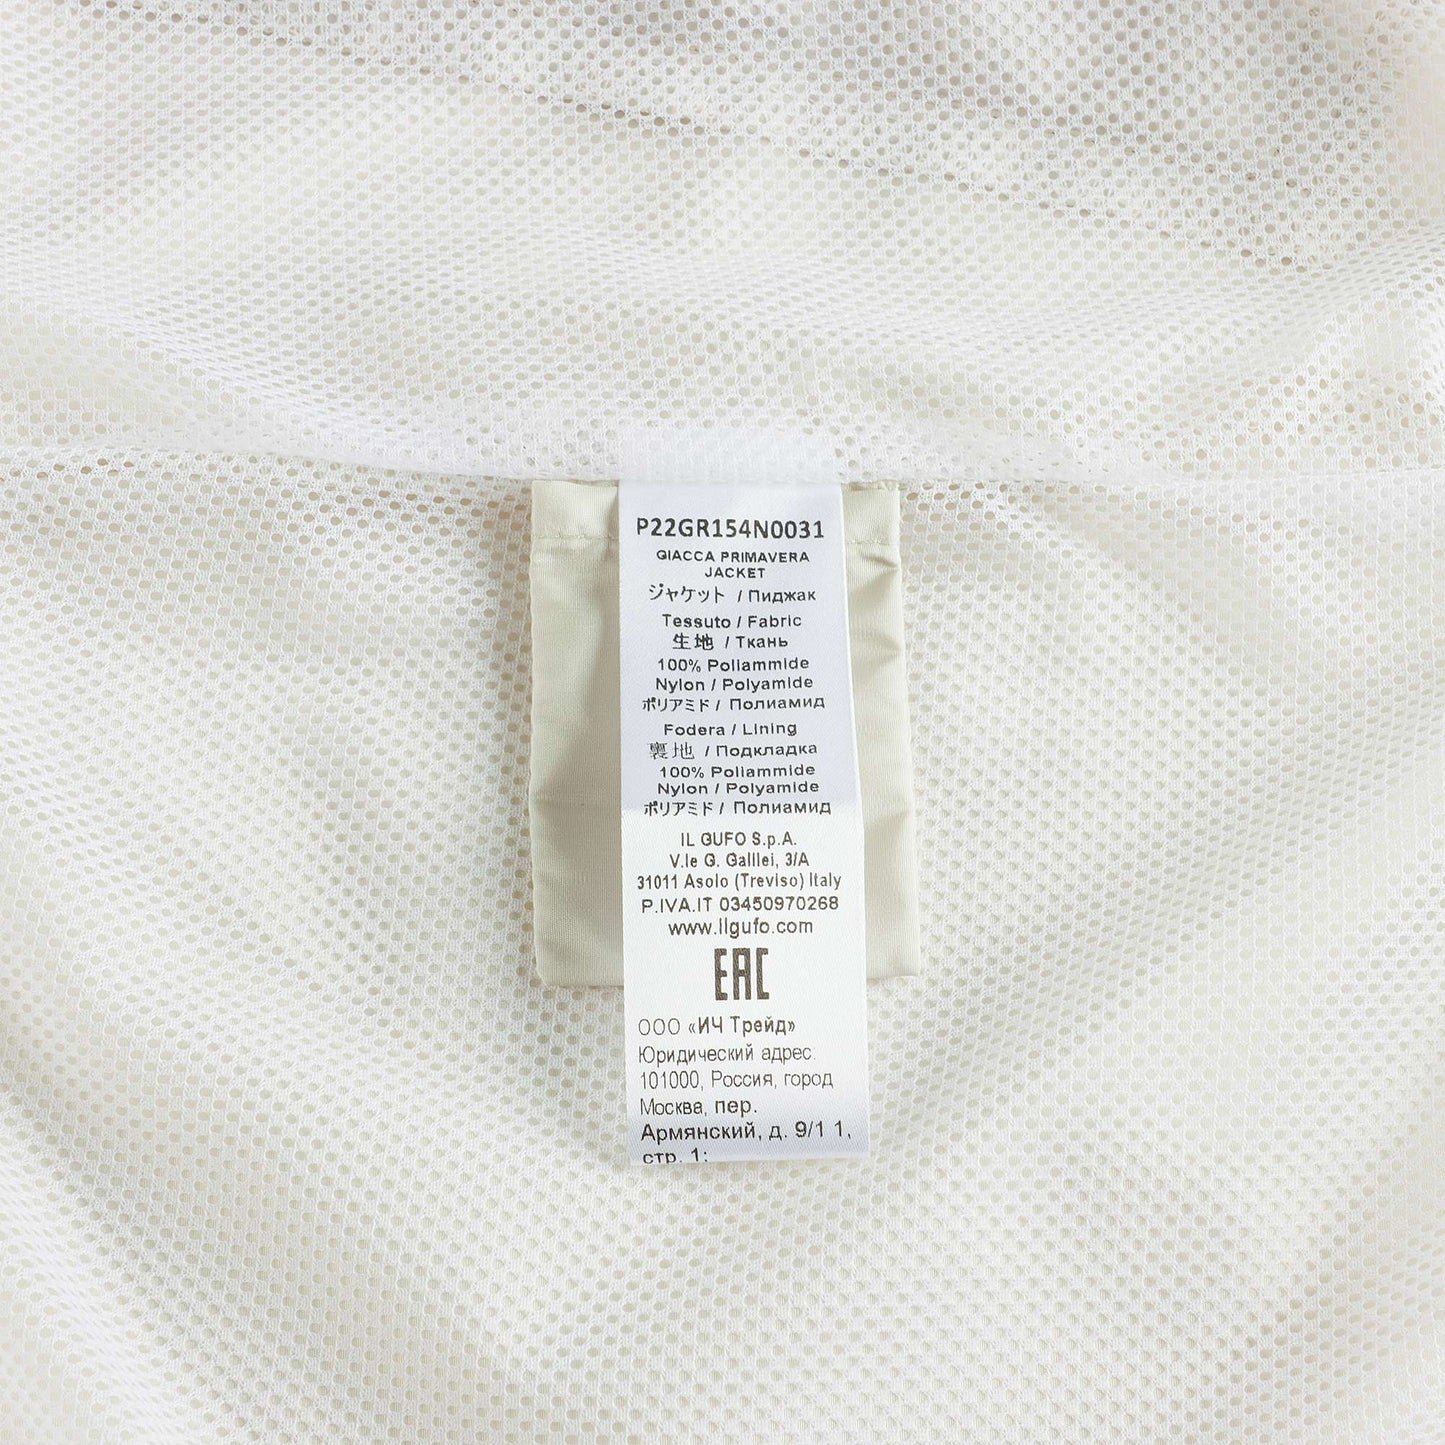 P22GR154N0031
GIACCA PRIMAVERA
JACKET
ジャケット / Пиджак
Tessuto / Fabric
生地 / Ткань
100% Poliammide
Nylon / Polyamide
ポリアミド / Полиамид
Fodera / Lining
裏地 / Подкладка
100% Poliammide
Nylon / Polyamide
ポリアミド / Полиамид
IL GUFO S.p.A.
V.le G. Galilei, 3/A
31011 Asolo (Treviso) Italy
P.IVA.IT 03450970268
www.ilgufo.com
EAC
ООО «ИЧ Трейд»
Юридический адрес:
101000, Россия, город
Москва, пер.
Армянский, д. 9/1 1,
стр. 1;